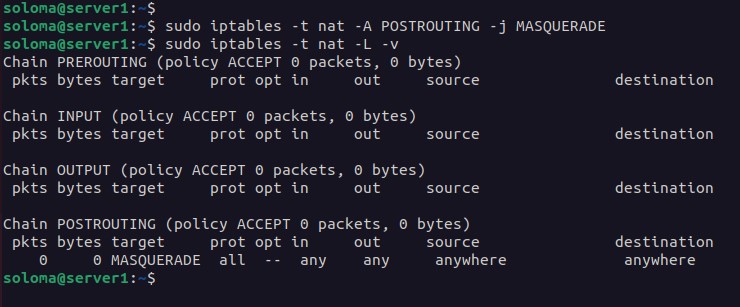 soloma@server1:~$
soloma@server1:~$ sudo iptables -t nat -A POSTROUTING -j MASQUERADE
soloma@server1:~$ sudo iptables -t nat -L -v
Chain PREROUTING (policy ACCEPT 0 packets, 0 bytes)
 pkts bytes target     prot opt in     out     source               destination

Chain INPUT (policy ACCEPT 0 packets, 0 bytes)
 pkts bytes target     prot opt in     out     source               destination

Chain OUTPUT (policy ACCEPT 0 packets, 0 bytes)
 pkts bytes target     prot opt in     out     source               destination

Chain POSTROUTING (policy ACCEPT 0 packets, 0 bytes)
 pkts bytes target     prot opt in     out     source               destination
    0     0 MASQUERADE  all  --  any    any     anywhere             anywhere
soloma@server1:~$